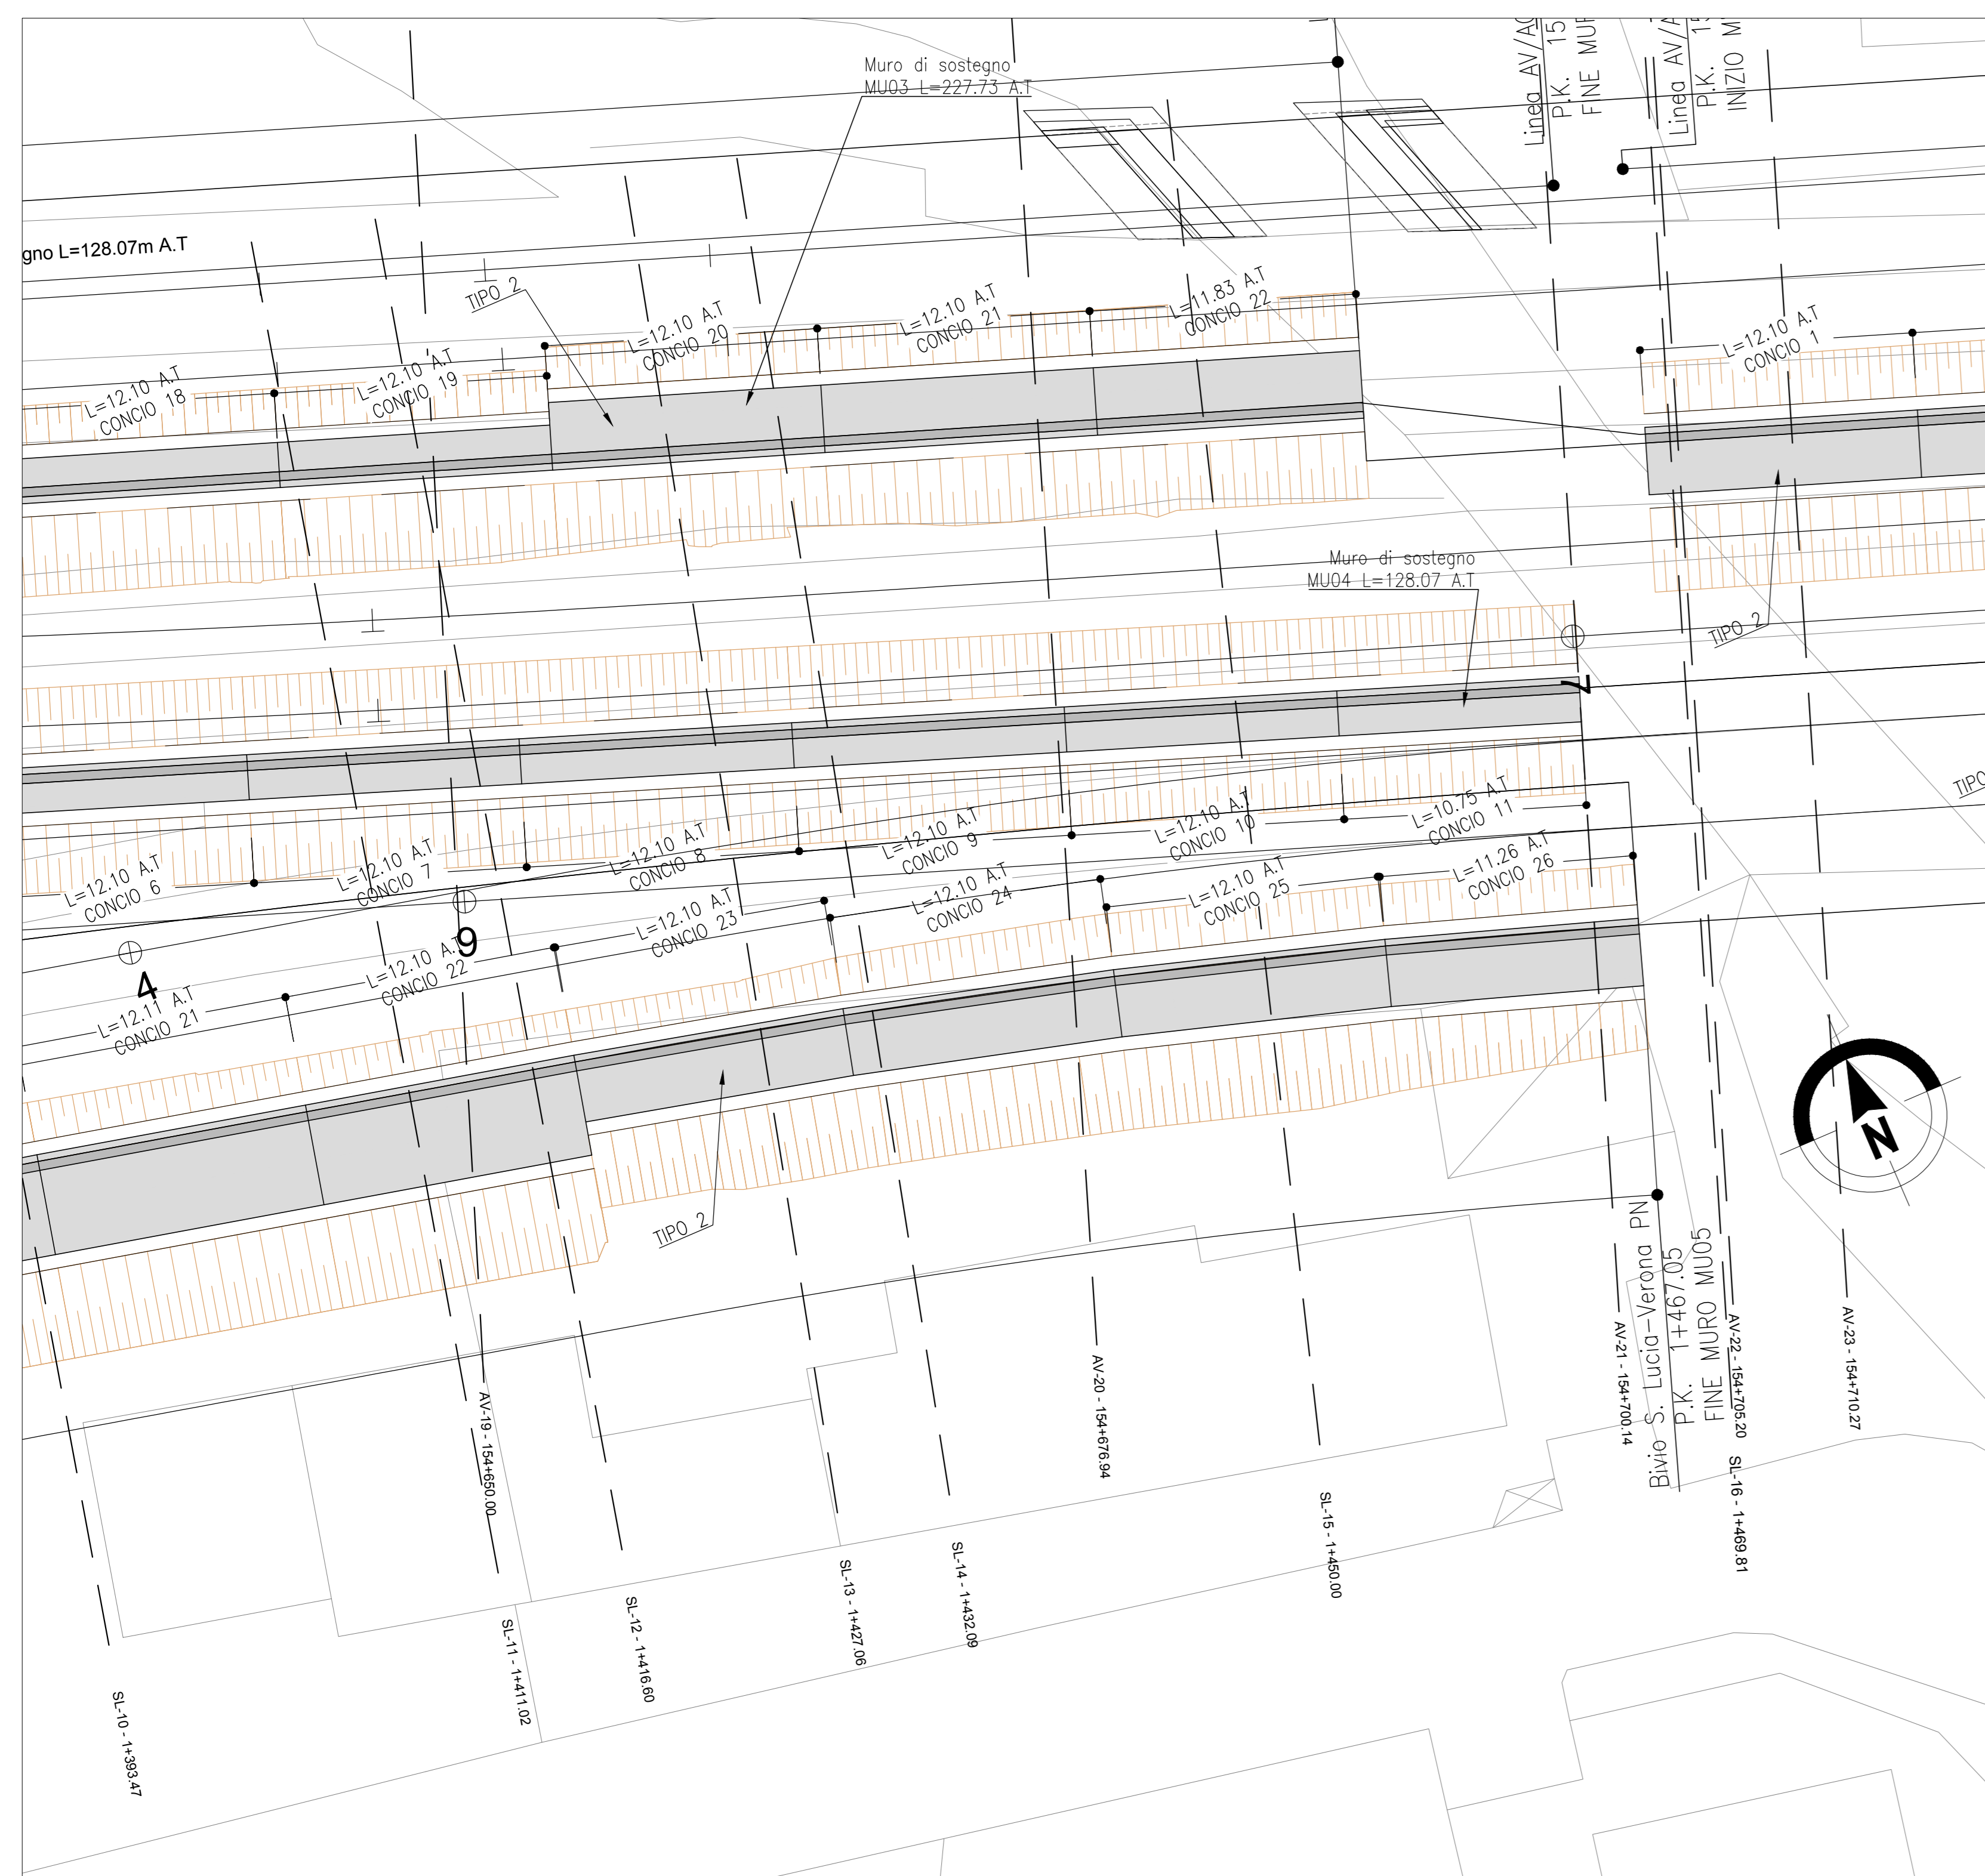 Muro di sostegno
MU03 L=227.73 A.T
Linea AV/
P.K. 15
FINE MUR
Linea AV/
P.K.
INIZIO M
gno L=128.07m A.T
TIPO 2
L=12.10 A.T
CONCIO 18
L=12.10 A.T
CONCIO 19
L=12.10 A.T
CONCIO 20
L=12.10 A.T
CONCIO 21
L=11.83 A.T
CONCIO 22
L=12.10 A.T
CONCIO 1
Muro di sostegno
MU04 L=128.07 A.T
TIPO 2
7
TIPO
L=12.10 A.T
CONCIO 6
L=12.10 A.T
CONCIO 7
L=12.10 A.T
CONCIO 8
L=12.10 A.T
CONCIO 9
L=12.10 A.T
CONCIO 10
L=10.75 A.T
CONCIO 11
4
9
L=12.11 A.T
CONCIO 21
L=12.10 A.T
CONCIO 22
L=12.10 A.T
CONCIO 23
L=12.10 A.T
CONCIO 24
L=12.10 A.T
CONCIO 25
L=11.26 A.T
CONCIO 26
N
TIPO 2
Bivio S. Lucia-Verona PN
P.K. 1+467.05
FINE MURO MU05
SL-10 - 1+393.47
AV-19 - 154+650.00
SL-11 - 1+411.02
SL-12 - 1+416.60
SL-13 - 1+427.06
SL-14 - 1+432.09
AV-20 - 154+676.94
SL-15 - 1+450.00
AV-21 - 154+700.14
AV-22 - 154+705.20
SL-16 - 1+469.81
AV-23 - 154+710.27